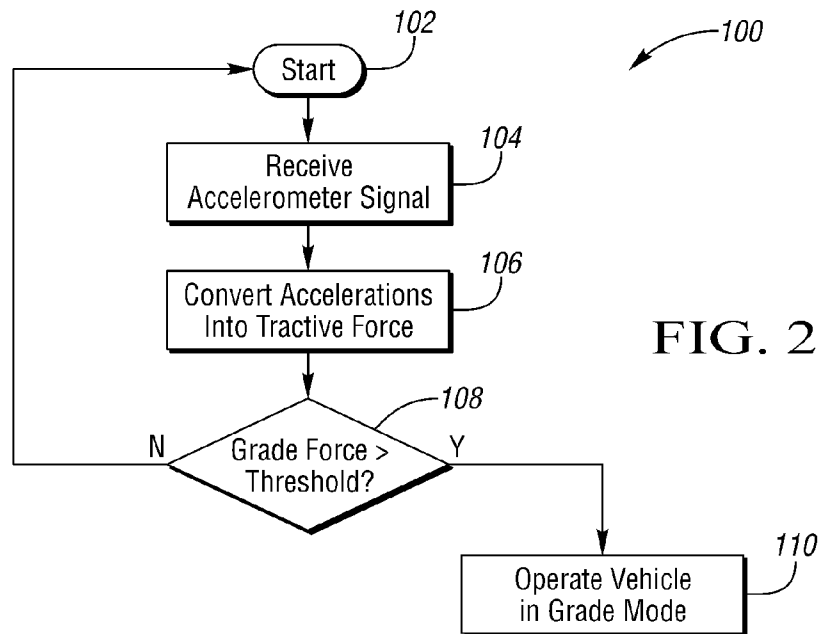 100
Start
102
Receive
Accelerometer Signal
104
Convert Accelerations
Into Tractive Force
106
FIG. 2
108
N
Grade Force >
Threshold?
Y
Operate Vehicle
in Grade Mode
110